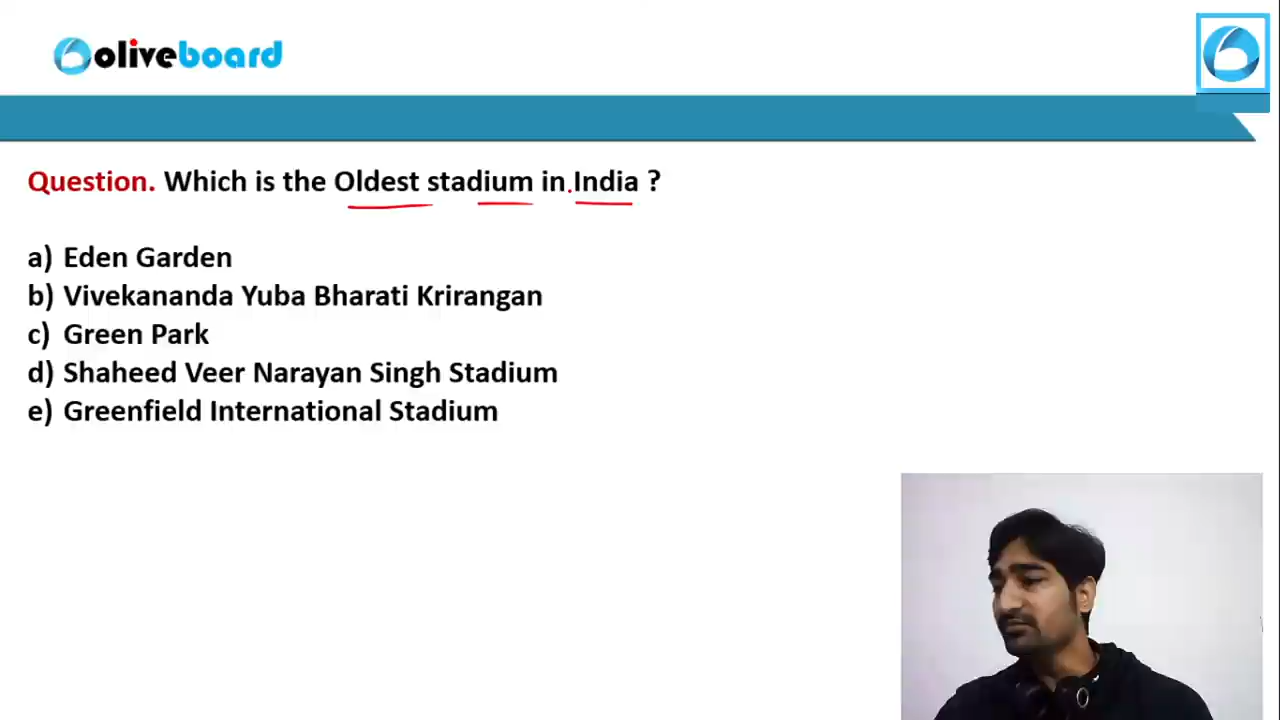 oliveboard
Question. Which is the Oldest stadium in India ?
a) Eden Garden
b) Vivekananda Yuba Bharati Krirangan
c) Green Park
d) Shaheed Veer Narayan Singh Stadium
e) Greenfield International Stadium